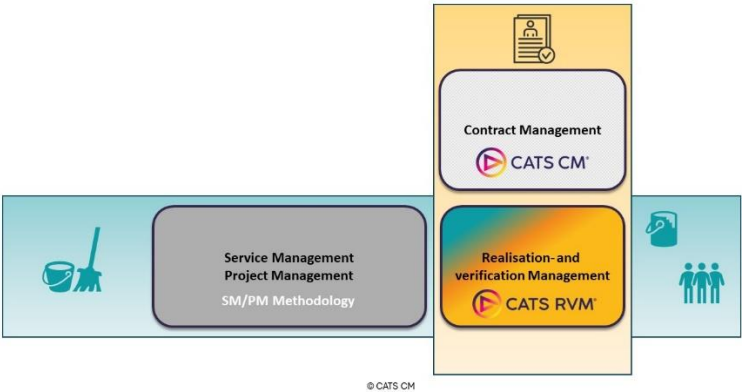 Contract Management
CATS CM®
Service Management
Project Management
SM/PM Methodology
Realisation- and
verification Management
CATS RVM®
© CATS CM